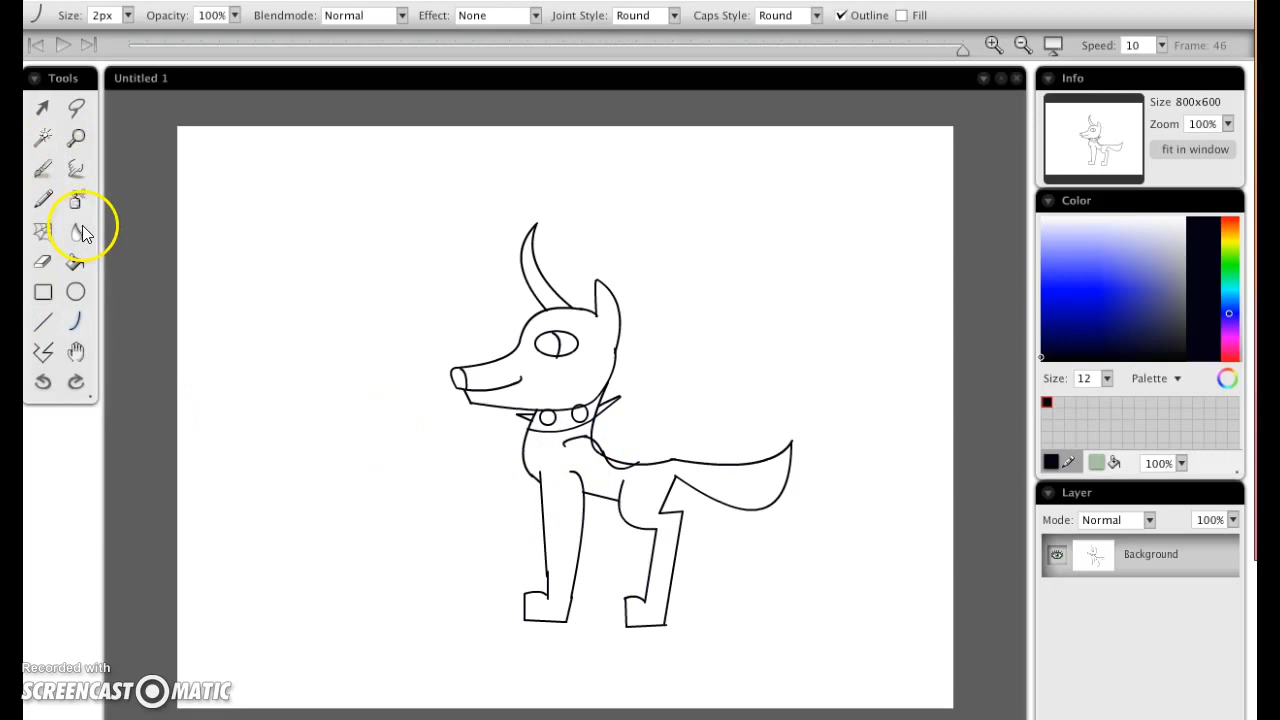 Size: 2px Opacity: 100% Blendmode: Normal Effect: None Joint Style: Round Caps Style: Round Outline Fill
Speed: 10 Frame: 46
Tools
Untitled 1
Info
Size 800x600
Zoom 100%
fit in window
Color
Size: 12 Palette
100%
Layer
Mode: Normal 100%
Background
Recorded with
SCREENCAST MATIC